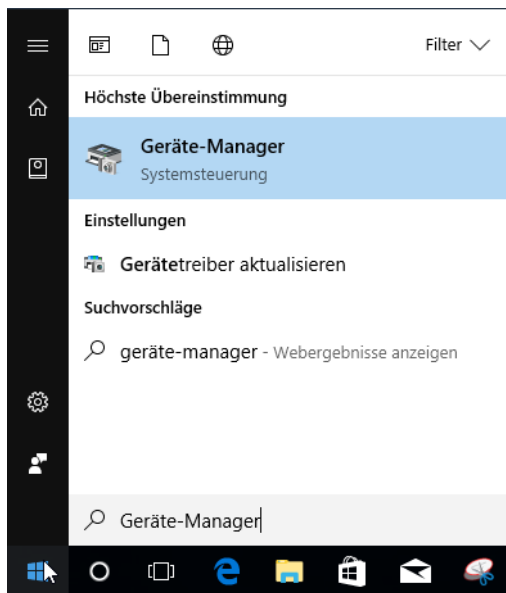 Filter
Höchste Übereinstimmung
Geräte-Manager
Systemsteuerung
Einstellungen
Gerätetreiber aktualisieren
Suchvorschläge
geräte-manager - Webergebnisse anzeigen
Geräte-Manager